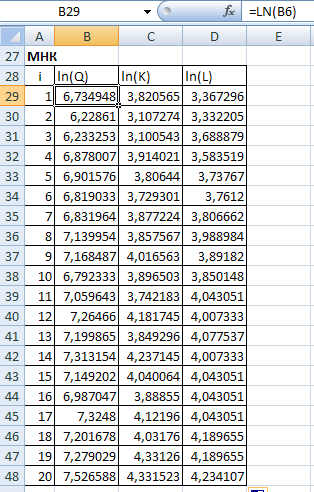 B29 fx =LN(B6)
A B C D E
27 МНК
28 i ln(Q) ln(K) ln(L)
29 1 6,734948 3,820565 3,367296
30 2 6,22861 3,107274 3,332205
31 3 6,233253 3,100543 3,688879
32 4 6,878007 3,914021 3,583519
33 5 6,901576 3,80644 3,73767
34 6 6,819033 3,729301 3,7612
35 7 6,831964 3,877224 3,806662
36 8 7,139954 3,857567 3,988984
37 9 7,168487 4,016563 3,89182
38 10 6,792333 3,896503 3,850148
39 11 7,059643 3,742183 4,043051
40 12 7,26466 4,181745 4,007333
41 13 7,199865 3,849296 4,077537
42 14 7,313154 4,237145 4,007333
43 15 7,149202 4,040064 4,043051
44 16 6,987047 3,88855 4,043051
45 17 7,3248 4,12196 4,043051
46 18 7,201678 4,03176 4,189655
47 19 7,279029 4,33126 4,189655
48 20 7,526588 4,331523 4,234107